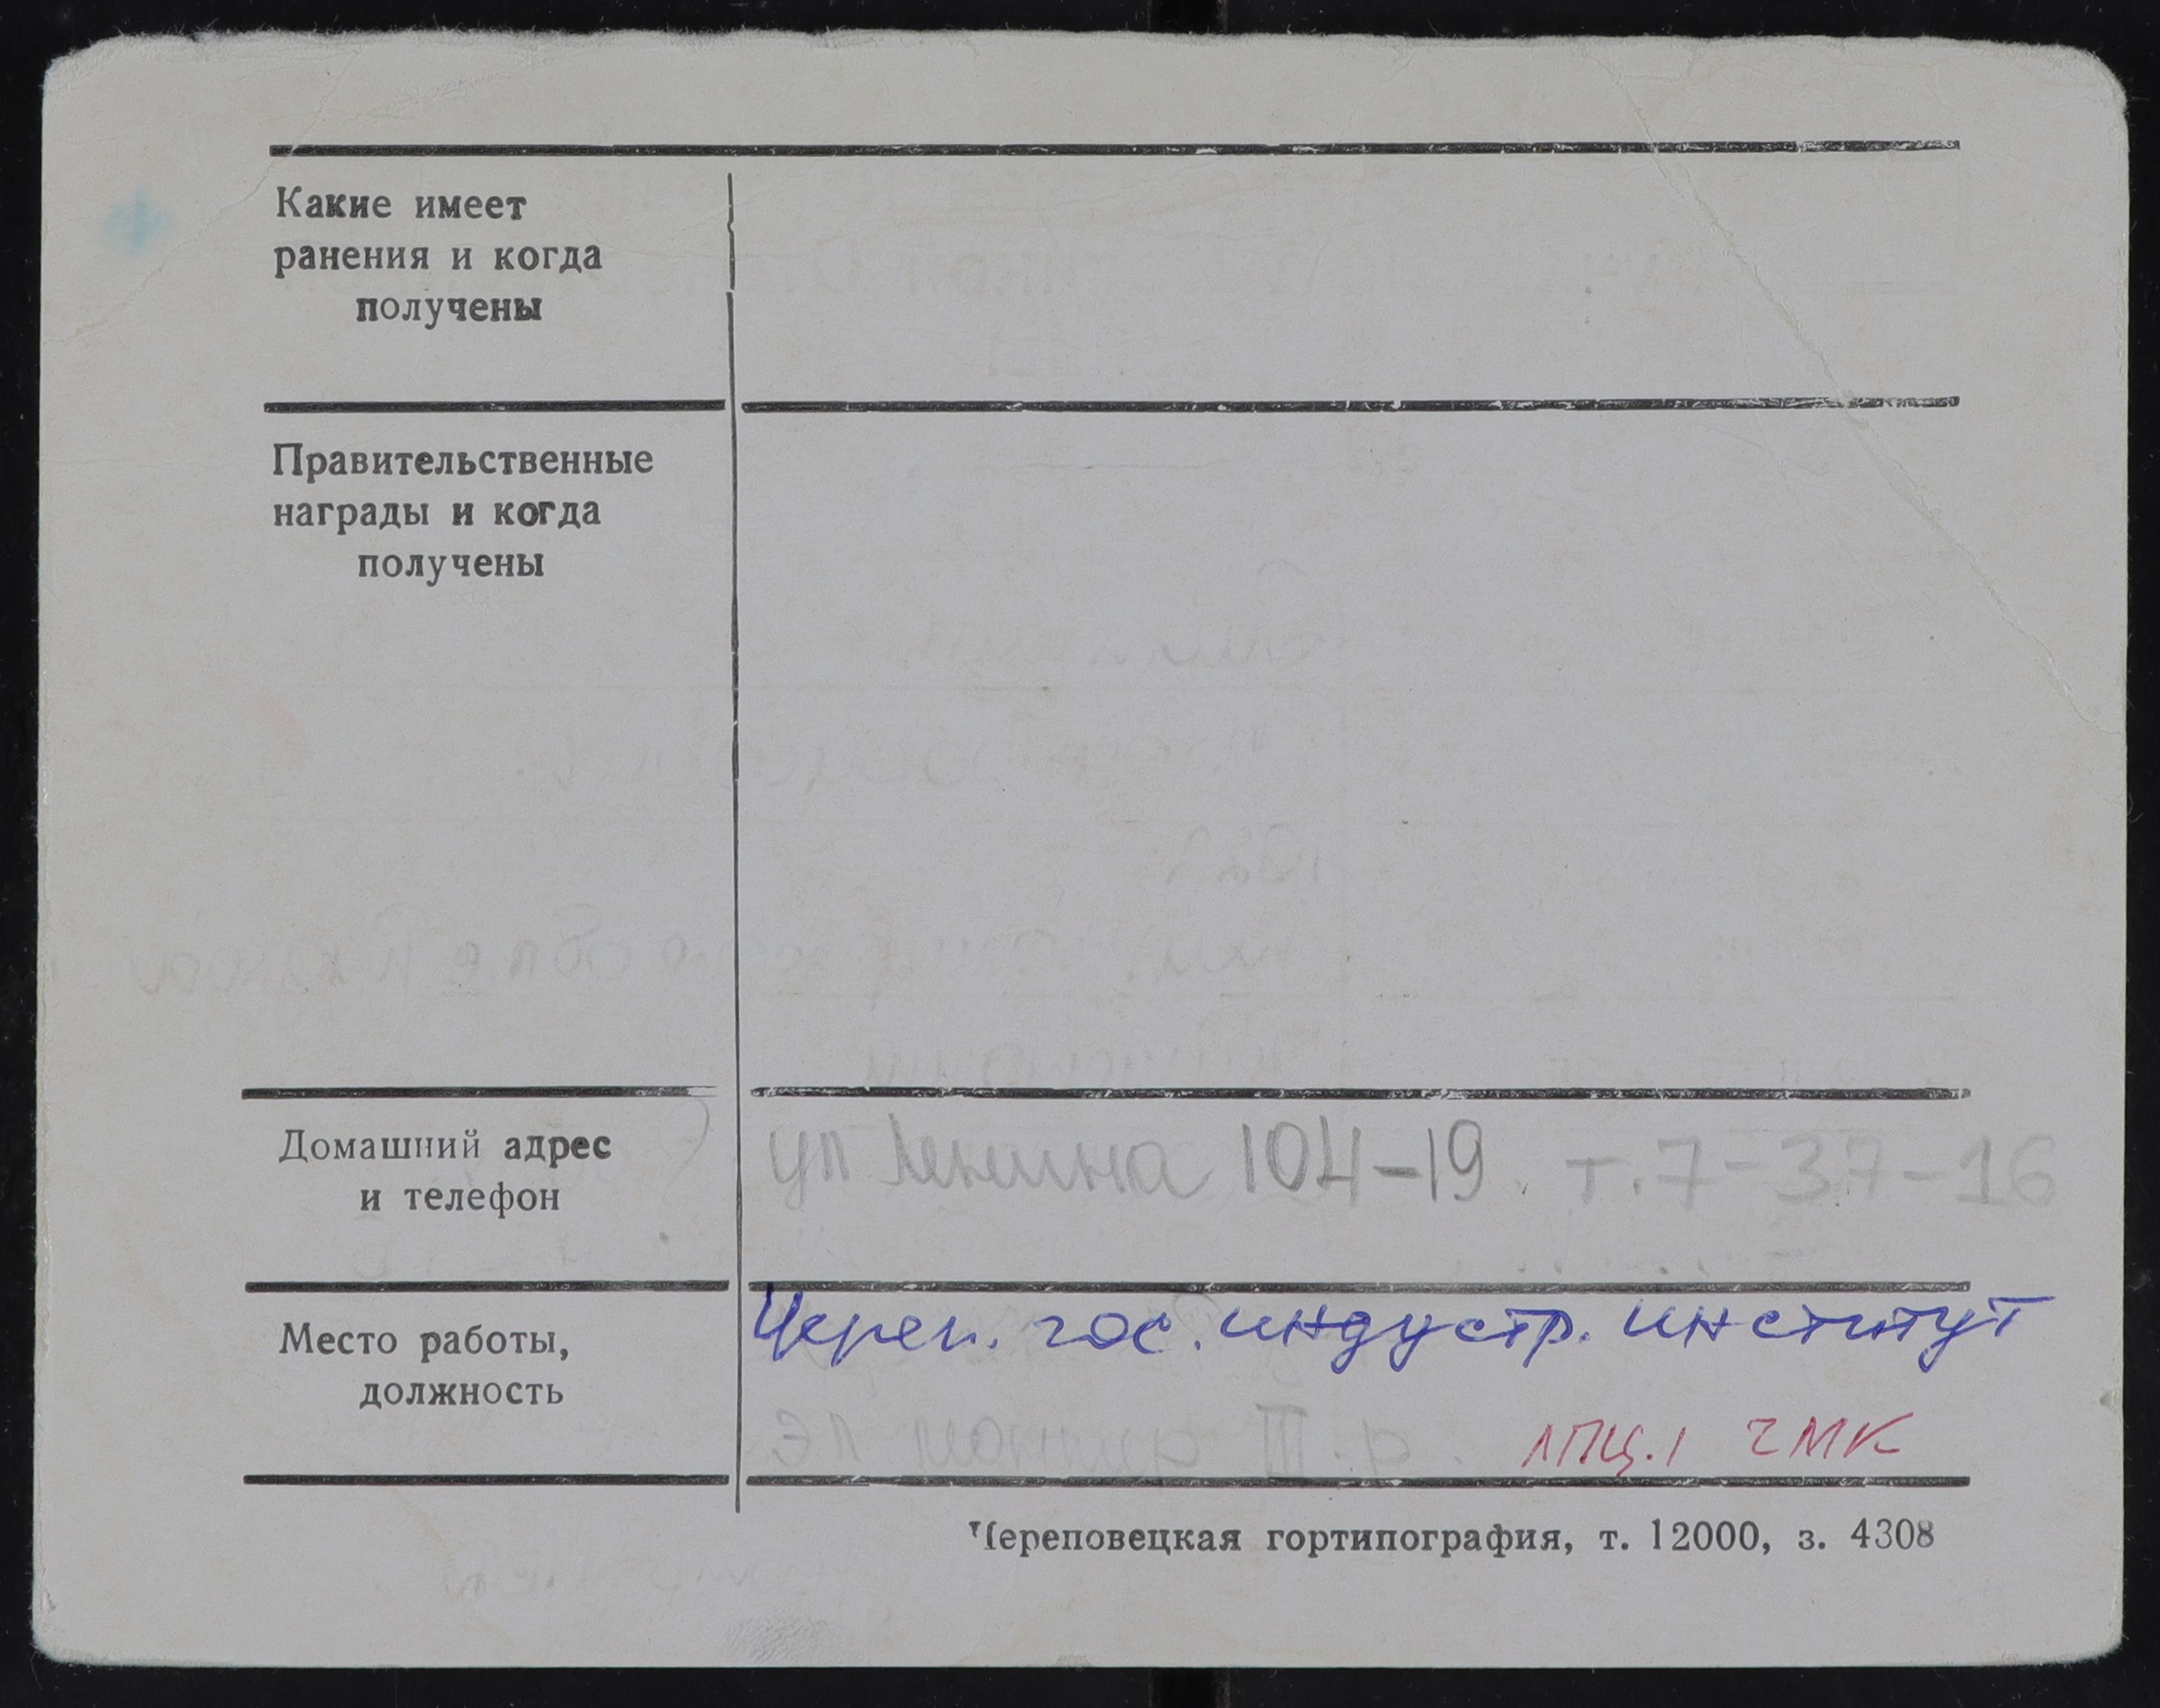 Какие имеет
ранения и когда
получены
Правительственные
награды и когда
получены
Домашний адрес
и телефон
ул Ленина 104-19. т.7-37-16
Место работы,
должность
Череп. гос. индустр. институт
ЛПЦ.1 ЧМК
Череповецкая гортипография, т. 12000, з. 4308